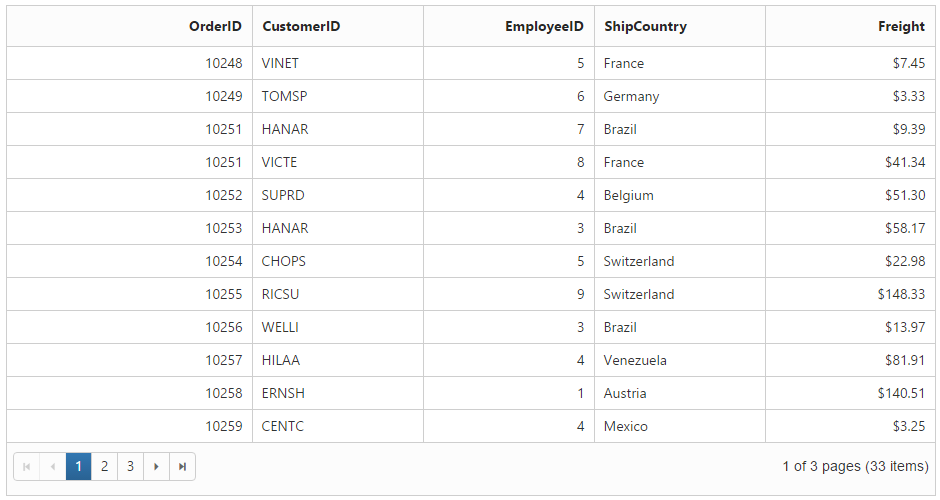 OrderID CustomerID EmployeeID ShipCountry Freight
10248 VINET 5 France $7.45
10249 TOMSP 6 Germany $3.33
10251 HANAR 7 Brazil $9.39
10251 VICTE 8 France $41.34
10252 SUPRD 4 Belgium $51.30
10253 HANAR 3 Brazil $58.17
10254 CHOPS 5 Switzerland $22.98
10255 RICSU 9 Switzerland $148.33
10256 WELLI 3 Brazil $13.97
10257 HILAA 4 Venezuela $81.91
10258 ERNSH 1 Austria $140.51
10259 CENTC 4 Mexico $3.25
1 2 3 1 of 3 pages (33 items)